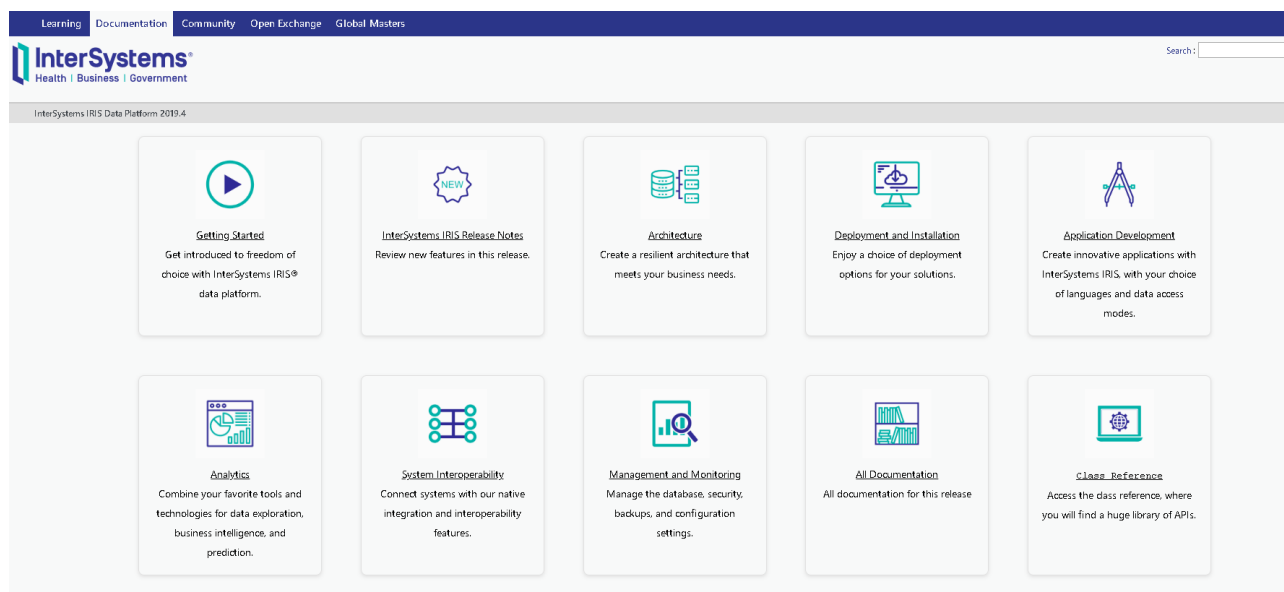 Learning Documentation Community Open Exchange Global Masters
InterSystems®
Health | Business | Government
Search:
InterSystems IRIS Data Platform 2019.4
Getting Started
Get introduced to freedom of
choice with InterSystems IRIS®
data platform.
NEW
InterSystems IRIS Release Notes
Review new features in this release.
Architecture
Create a resilient architecture that
meets your business needs.
Deployment and Installation
Enjoy a choice of deployment
options for your solutions.
Application Development
Create innovative applications with
InterSystems IRIS, with your choice
of languages and data access
modes.
Analytics
Combine your favorite tools and
technologies for data exploration,
business intelligence, and
prediction.
System Interoperability
Connect systems with our native
integration and interoperability
features.
Management and Monitoring
Manage the database, security,
backups, and configuration
settings.
All Documentation
All documentation for this release
Class Reference
Access the class reference, where
you will find a huge library of APIs.